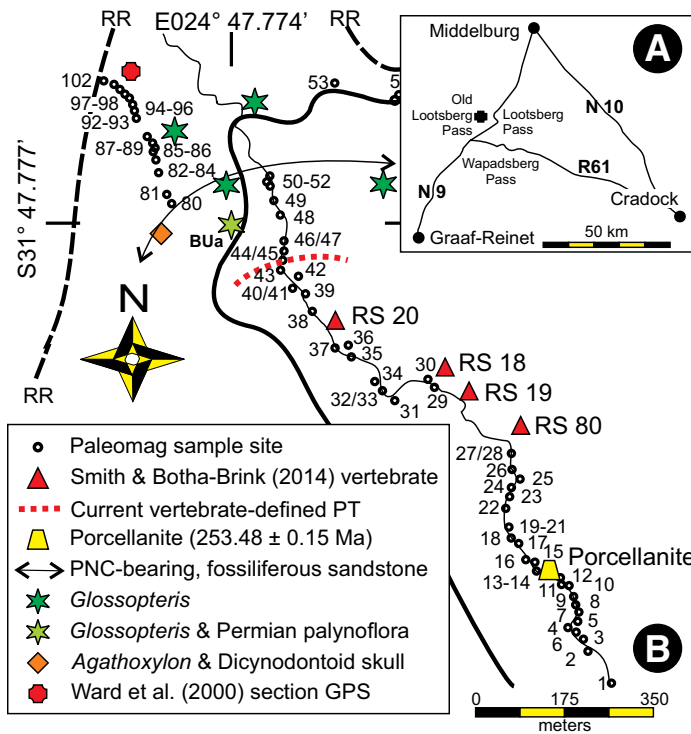 RR
E024° 47.774’
RR
S31° 47.777’
RR
102
97-98
92-93
94-96
87-89
85-86
82-84
81
80
BUa
53
5
50-52
49
48
46/47
44/45
43
42
40/41
39
38
RS 20
37
36
35
34
32/33
31
30
29
RS 18
RS 19
RS 80
27/28
26
25
24
23
22
19-21
18
17
16
15
13-14
Porcellanite
12
11
10
9
8
7
5
4
6
3
2
1
N
A
Middelburg
Old
Lootsberg
Pass
Lootsberg
Pass
N 10
Wapadsberg
Pass
R61
N 9
Cradock
Graaf-Reinet
50 km
Paleomag sample site
Smith & Botha-Brink (2014) vertebrate
Current vertebrate-defined PT
Porcellanite (253.48 ± 0.15 Ma)
PNC-bearing, fossiliferous sandstone
Glossopteris
Glossopteris & Permian palynoflora
Agathoxylon & Dicynodontoid skull
Ward et al. (2000) section GPS
B
0 175 350
meters